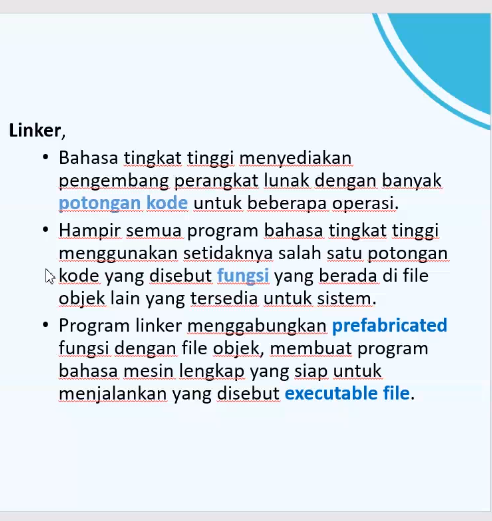 Linker,
• Bahasa tingkat tinggi menyediakan
pengembang perangkat lunak dengan banyak
potongan kode untuk beberapa operasi.
• Hampir semua program bahasa tingkat tinggi
menggunakan setidaknya salah satu potongan
kode yang disebut fungsi yang berada di file
objek lain yang tersedia untuk sistem.
• Program linker menggabungkan prefabricated
fungsi dengan file objek, membuat program
bahasa mesin lengkap yang siap untuk
menjalankan yang disebut executable file.